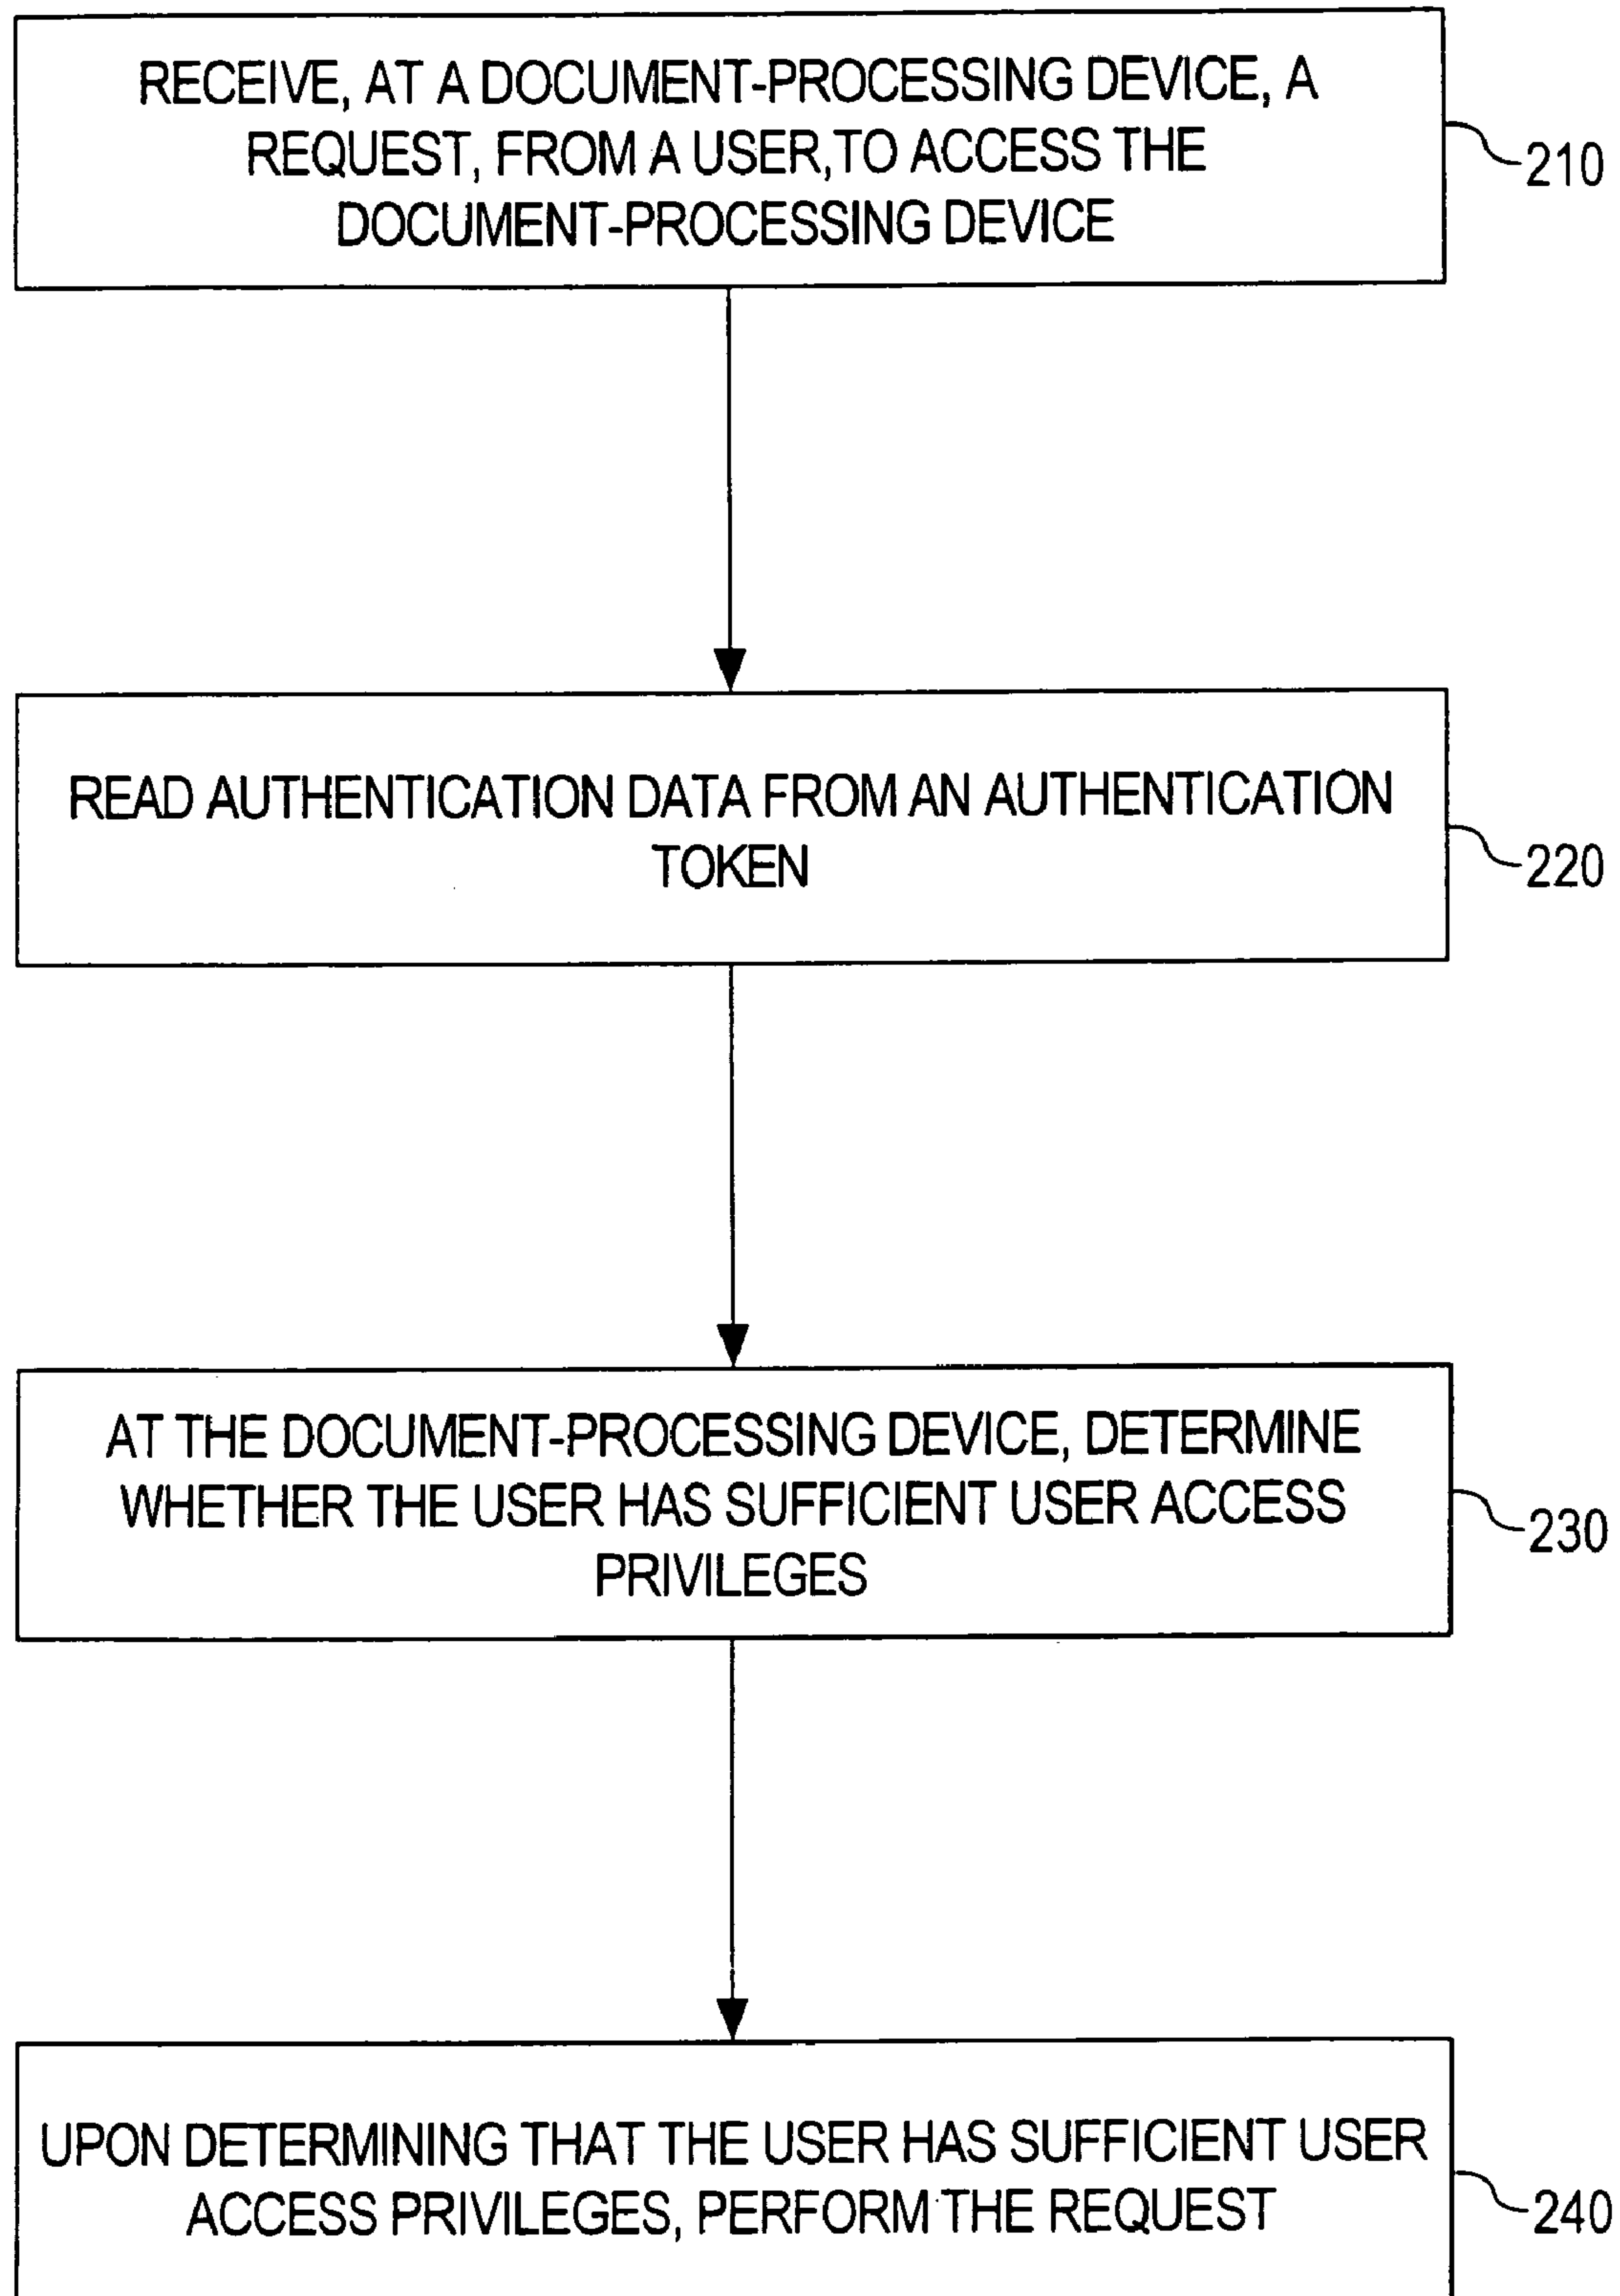 RECEIVE, AT A DOCUMENT-PROCESSING DEVICE, A
REQUEST, FROM A USER,TO ACCESS THE
DOCUMENT-PROCESSING DEVICE
210
READ AUTHENTICATION DATA FROM AN AUTHENTICATION
TOKEN
220
AT THE DOCUMENT-PROCESSING DEVICE, DETERMINE
WHETHER THE USER HAS SUFFICIENT USER ACCESS
PRIVILEGES
230
UPON DETERMINING THAT THE USER HAS SUFFICIENT USER
ACCESS PRIVILEGES, PERFORM THE REQUEST
240